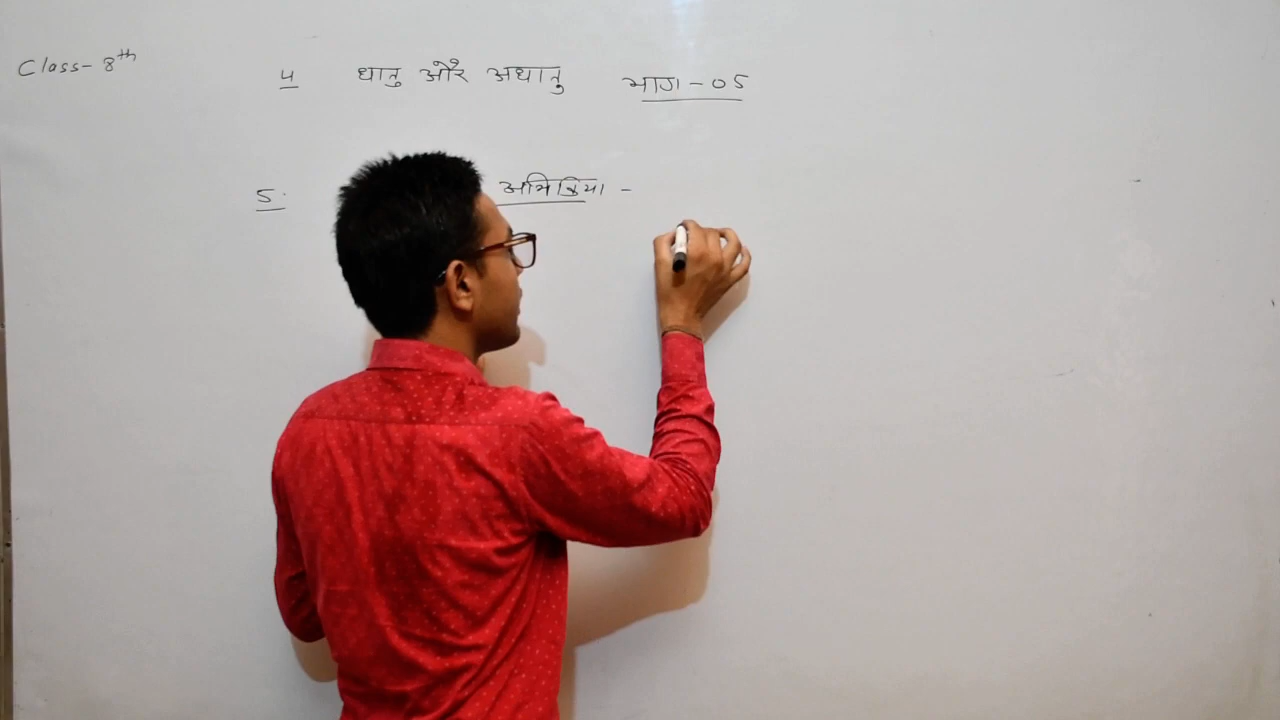 Class- 8th
4 धातु और अधातु भाग - 05
5. अभिक्रिया -